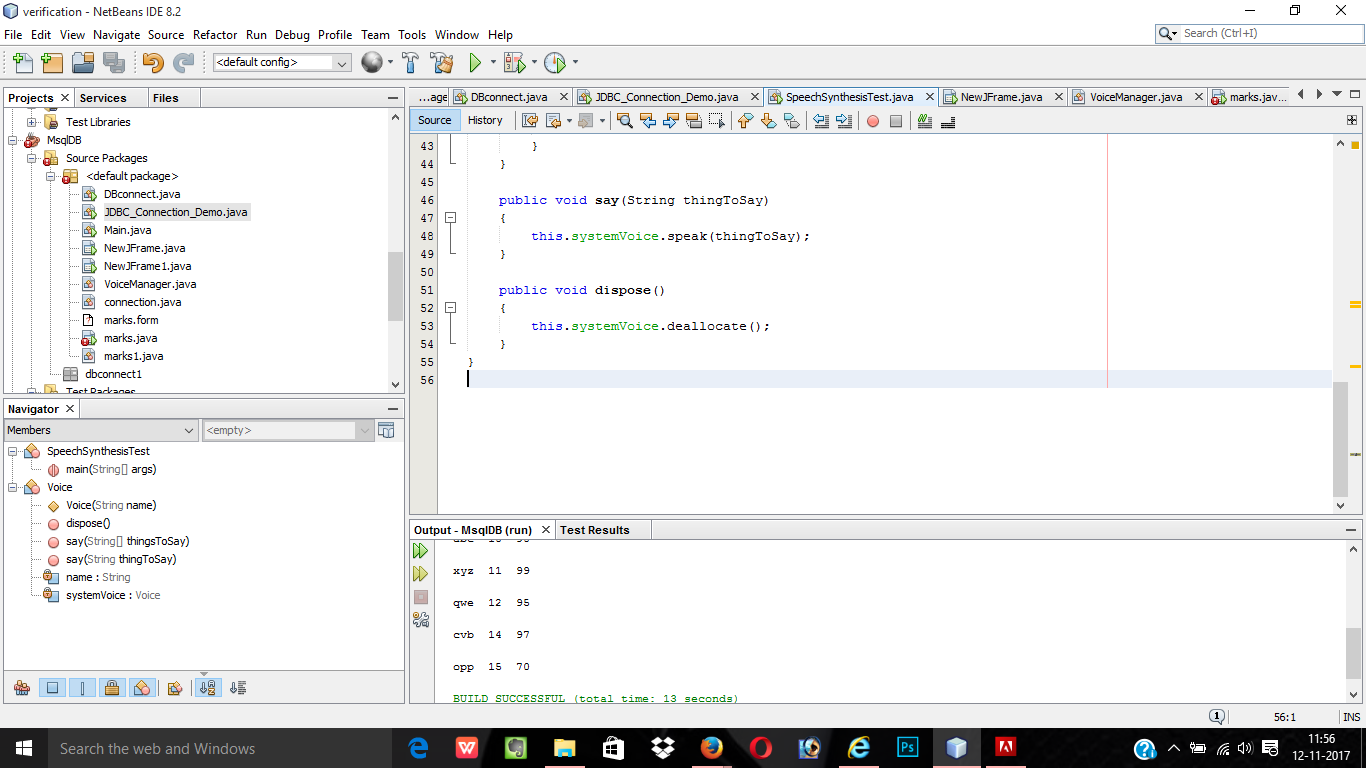 verification - NetBeans IDE 8.2
File Edit View Navigate Source Refactor Run Debug Profile Team Tools Window Help
Search (Ctrl+I)
<default config>
Projects Services Files
Test Libraries
MsqlDB
Source Packages
<default package>
DBconnect.java
JDBC_Connection_Demo.java
Main.java
NewJFrame.java
NewJFrame1.java
VoiceManager.java
connection.java
marks.form
marks.java
marks1.java
dbconnect1
Test Packages
Navigator
Members <empty>
SpeechSynthesisTest
main(String[] args)
Voice
Voice(String name)
dispose()
say(String[] thingsToSay)
say(String thingToSay)
name : String
systemVoice : Voice
...age DBconnect.java JDBC_Connection_Demo.java SpeechSynthesisTest.java NewJFrame.java VoiceManager.java marks.jav...
Source History
43 }
44 }
45
46 public void say(String thingToSay)
47 {
48 this.systemVoice.speak(thingToSay);
49 }
50
51 public void dispose()
52 {
53 this.systemVoice.deallocate();
54 }
55 }
56
Output - MsqlDB (run) Test Results
xyz 11 99
qwe 12 95
cvb 14 97
opp 15 70
BUILD SUCCESSFUL (total time: 13 seconds)
1 56:1 INS
Search the web and Windows
W
Ps
11:56
12-11-2017